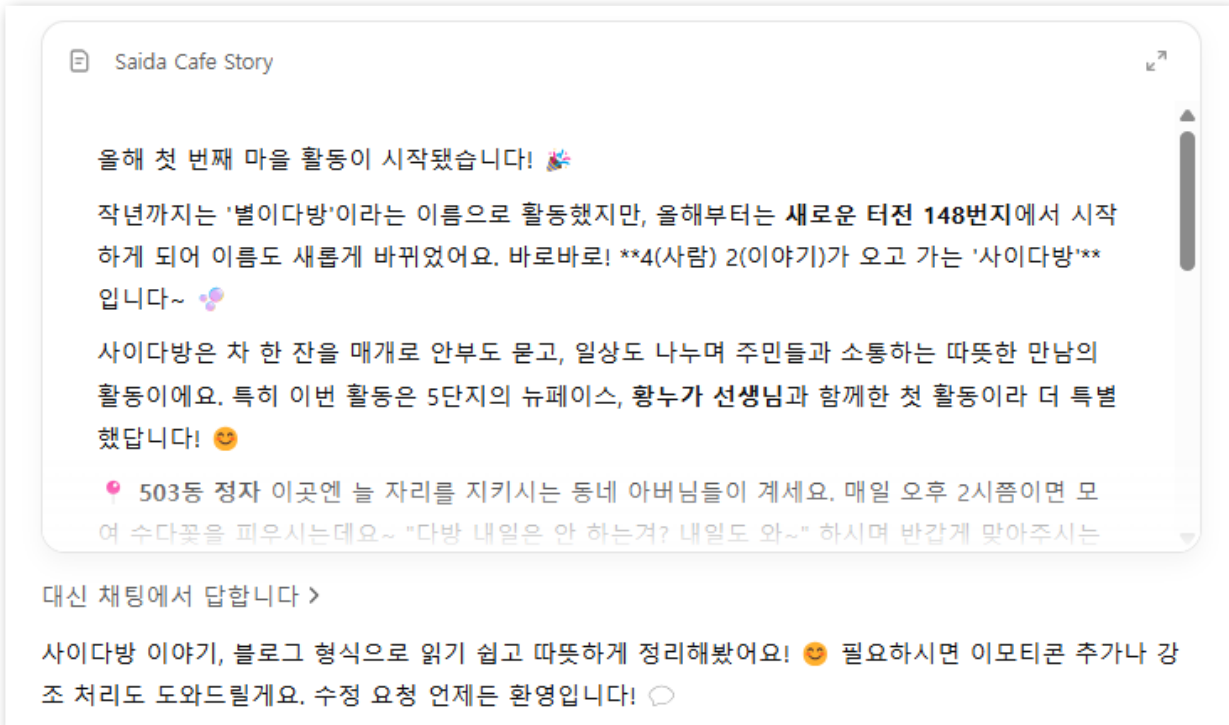 Saida Cafe Story
올해 첫 번째 마을 활동이 시작됐습니다! 🎉
작년까지는 '별이다방'이라는 이름으로 활동했지만, 올해부터는 새로운 터전 148번지에서 시작
하게 되어 이름도 새롭게 바뀌었어요. 바로바로! **4(사람) 2(이야기)가 오고 가는 '사이다방'**
입니다~ 🫧
사이다방은 차 한 잔을 매개로 안부도 묻고, 일상도 나누며 주민들과 소통하는 따뜻한 만남의
활동이에요. 특히 이번 활동은 5단지의 뉴페이스, 황누가 선생님과 함께한 첫 활동이라 더 특별
했답니다! 😊
📍 503동 정자 이곳엔 늘 자리를 지키시는 동네 아버님들이 계세요. 매일 오후 2시쯤이면 모
여 수다꽃을 피우시는데요~ "다방 내일은 안 하는겨? 내일도 와~" 하시며 반갑게 맞아주시는
대신 채팅에서 답합니다 >
사이다방 이야기, 블로그 형식으로 읽기 쉽고 따뜻하게 정리해봤어요! 😊 필요하시면 이모티콘 추가나 강
조 처리도 도와드릴게요. 수정 요청 언제든 환영입니다! 💬